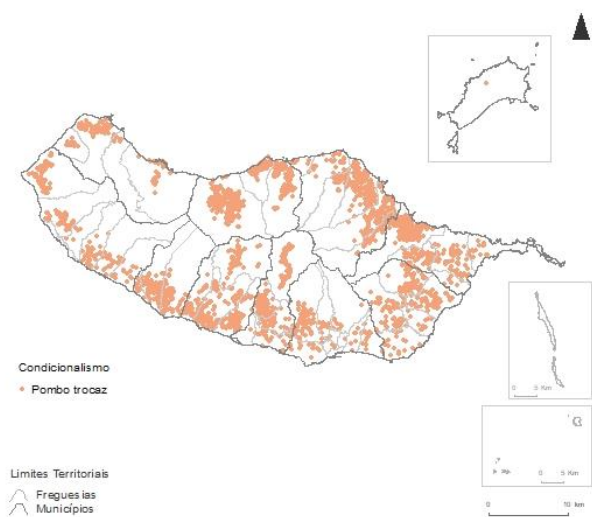 Condicionalismo
Pombo trocaz
0 5 Km
Limites Territoriais
Freguesias
Municípios
0 5 Km
0 10 km